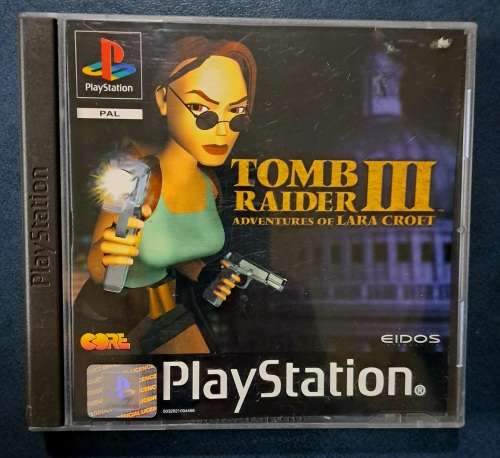 PlayStation
PAL
PlayStation
TOMB RAIDER III
ADVENTURES OF LARA CROFT
CORE
EIDOS
PlayStation®